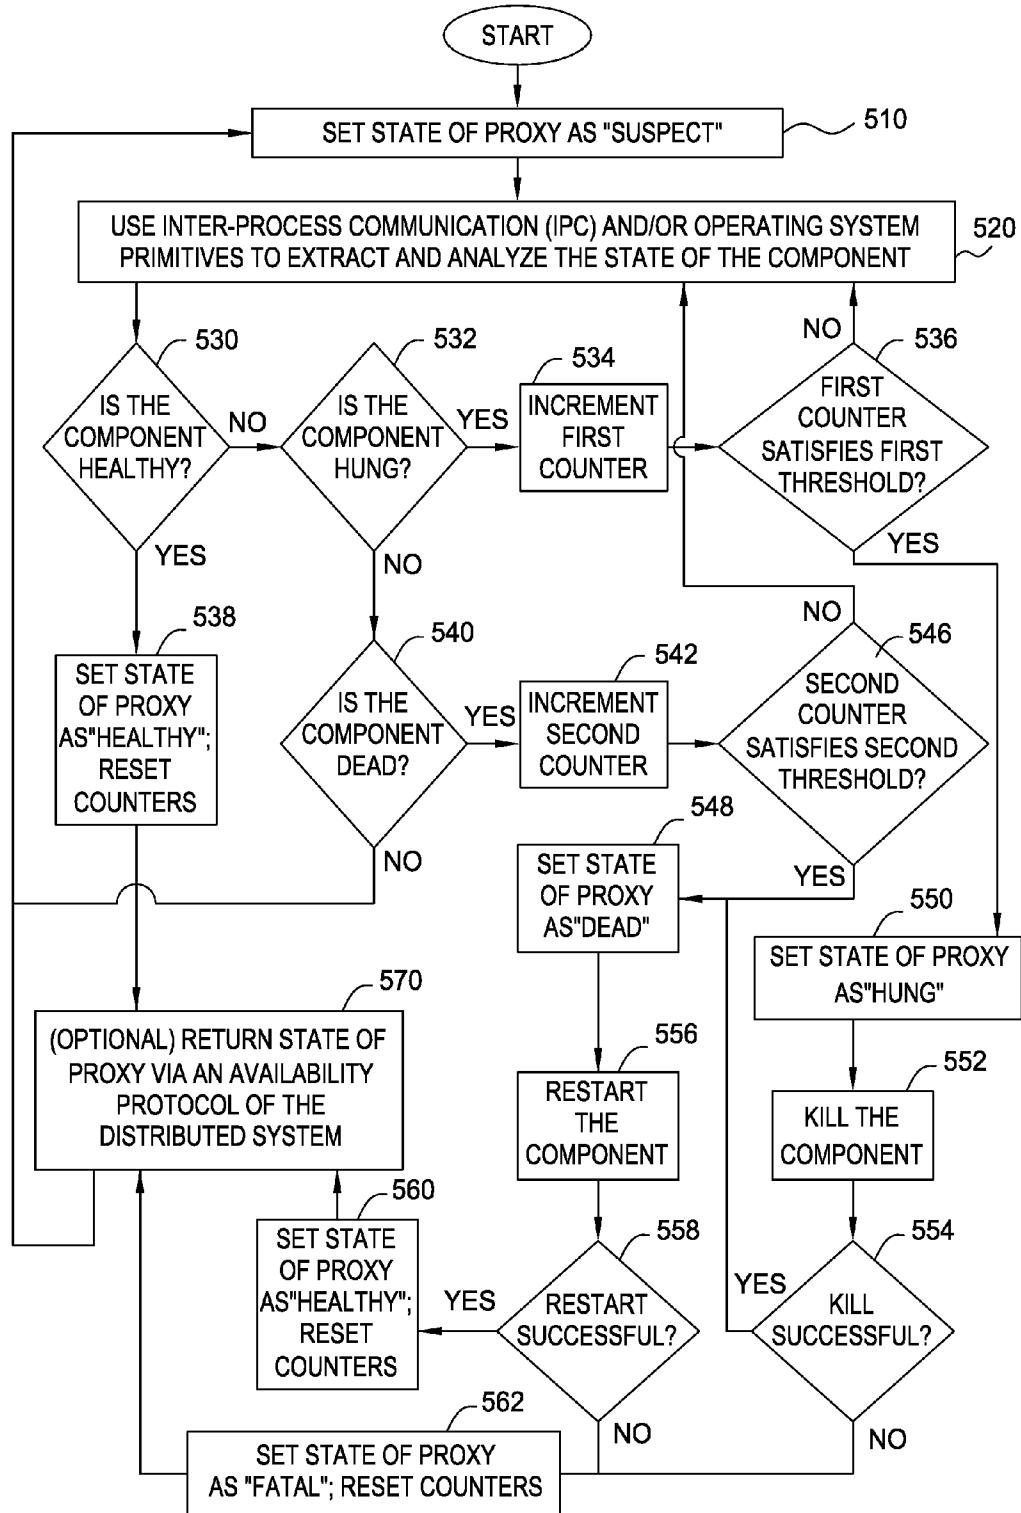 START
SET STATE OF PROXY AS "SUSPECT"
510
USE INTER-PROCESS COMMUNICATION (IPC) AND/OR OPERATING SYSTEM
PRIMITIVES TO EXTRACT AND ANALYZE THE STATE OF THE COMPONENT
520
530
IS THE
COMPONENT
HEALTHY?
NO
YES
532
IS THE
COMPONENT
HUNG?
YES
NO
534
INCREMENT
FIRST
COUNTER
NO
536
FIRST
COUNTER
SATISFIES FIRST
THRESHOLD?
YES
538
SET STATE
OF PROXY
AS"HEALTHY";
RESET
COUNTERS
540
IS THE
COMPONENT
DEAD?
YES
NO
542
INCREMENT
SECOND
COUNTER
NO
546
SECOND
COUNTER
SATISFIES SECOND
THRESHOLD?
YES
548
SET STATE
OF PROXY
AS"DEAD"
550
SET STATE OF PROXY
AS"HUNG"
570
(OPTIONAL) RETURN STATE OF
PROXY VIA AN AVAILABILITY
PROTOCOL OF THE
DISTRIBUTED SYSTEM
556
RESTART
THE
COMPONENT
552
KILL THE
COMPONENT
560
SET STATE
OF PROXY
AS"HEALTHY";
RESET
COUNTERS
558
YES
RESTART
SUCCESSFUL?
NO
554
YES
KILL
SUCCESSFUL?
NO
562
SET STATE OF PROXY
AS "FATAL"; RESET COUNTERS